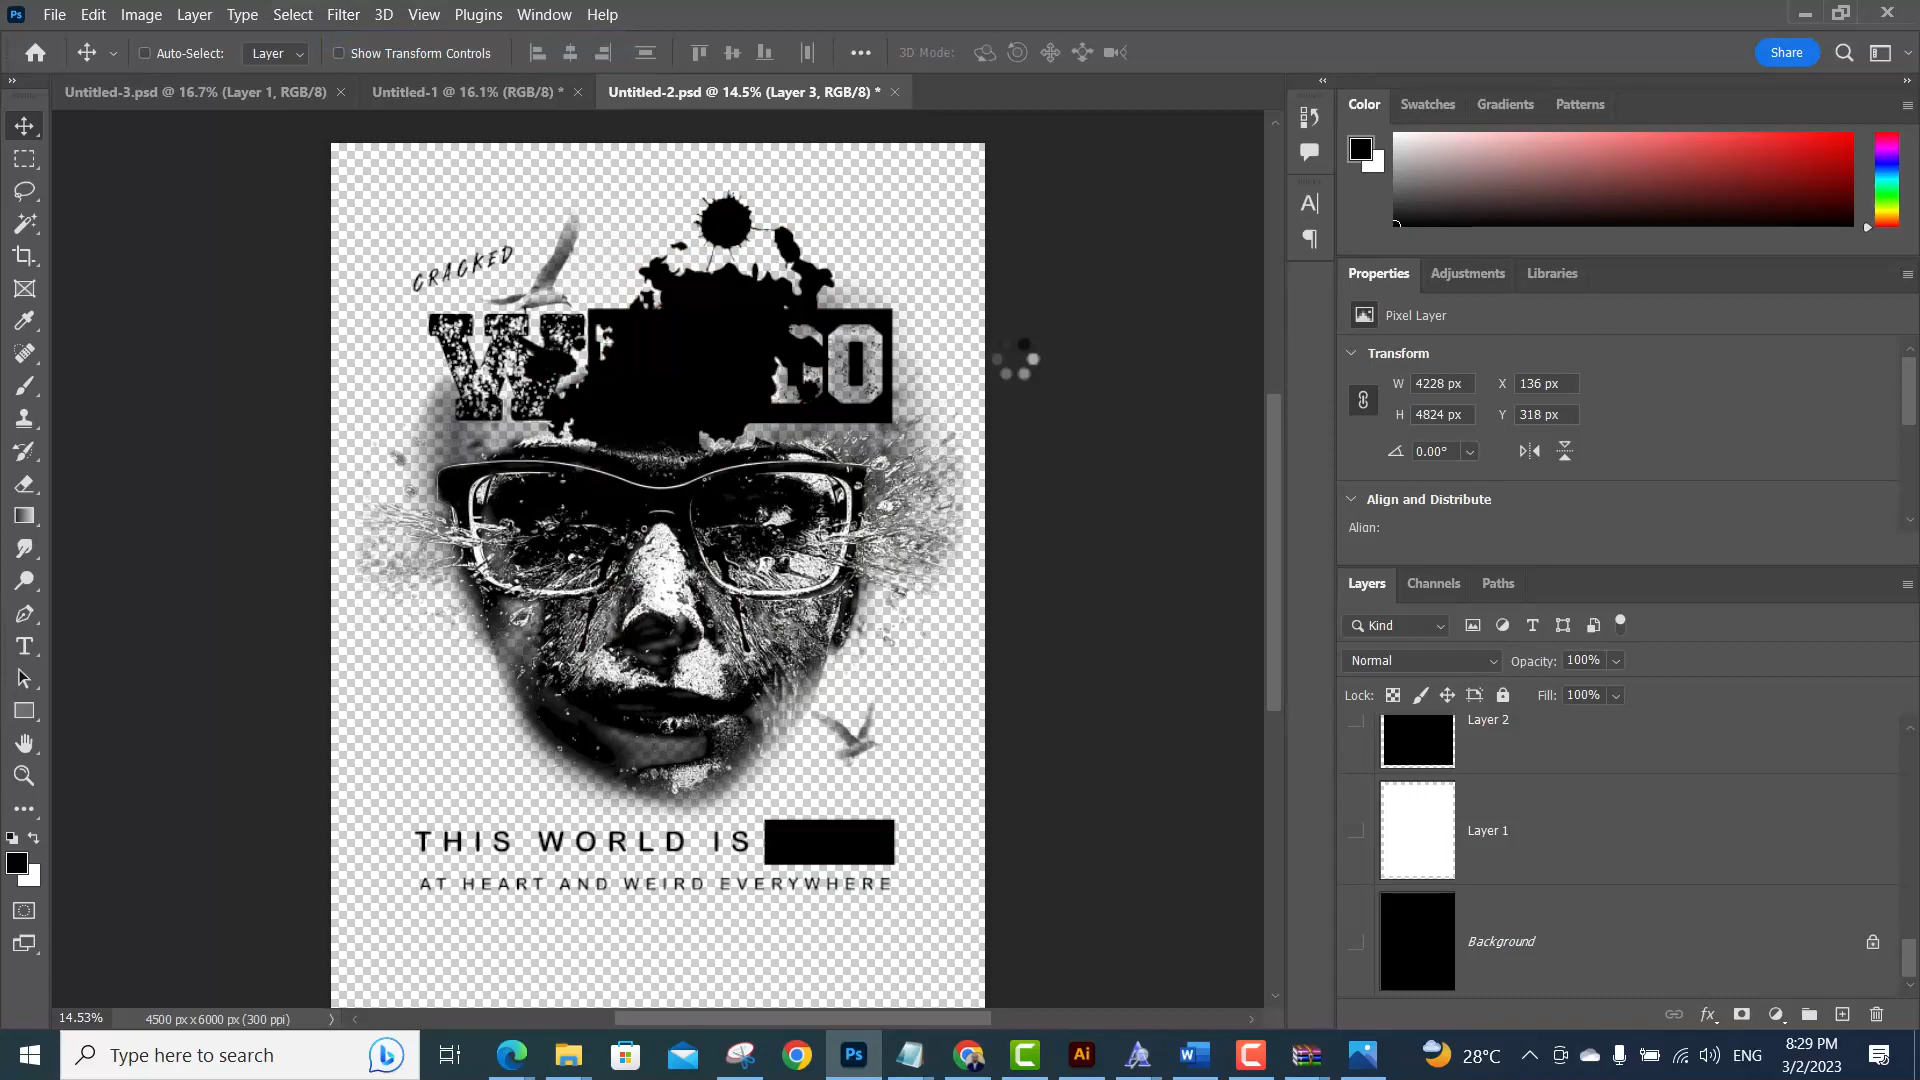 Ps File Edit Image Layer Type Select Filter 3D View Plugins Window Help
Auto-Select: Layer Show Transform Controls 3D Mode: Share
Untitled-3.psd @ 16.7% (Layer 1, RGB/8) Untitled-1 @ 16.1% (RGB/8) * Untitled-2.psd @ 14.5% (Layer 3, RGB/8) *
Color Swatches Gradients Patterns
CRACKED
W
CO
THIS WORLD IS
AT HEART AND WEIRD EVERYWHERE
Properties Adjustments Libraries
Pixel Layer
Transform
W 4228 px X 136 px
H 4824 px Y 318 px
0.00°
Align and Distribute
Align:
Layers Channels Paths
Kind
Normal Opacity: 100%
Lock: Fill: 100%
Layer 2
Layer 1
Background
14.53% 4500 px x 6000 px (300 ppi)
Type here to search Ps Ai W 28°C ENG 8:29 PM
3/2/2023